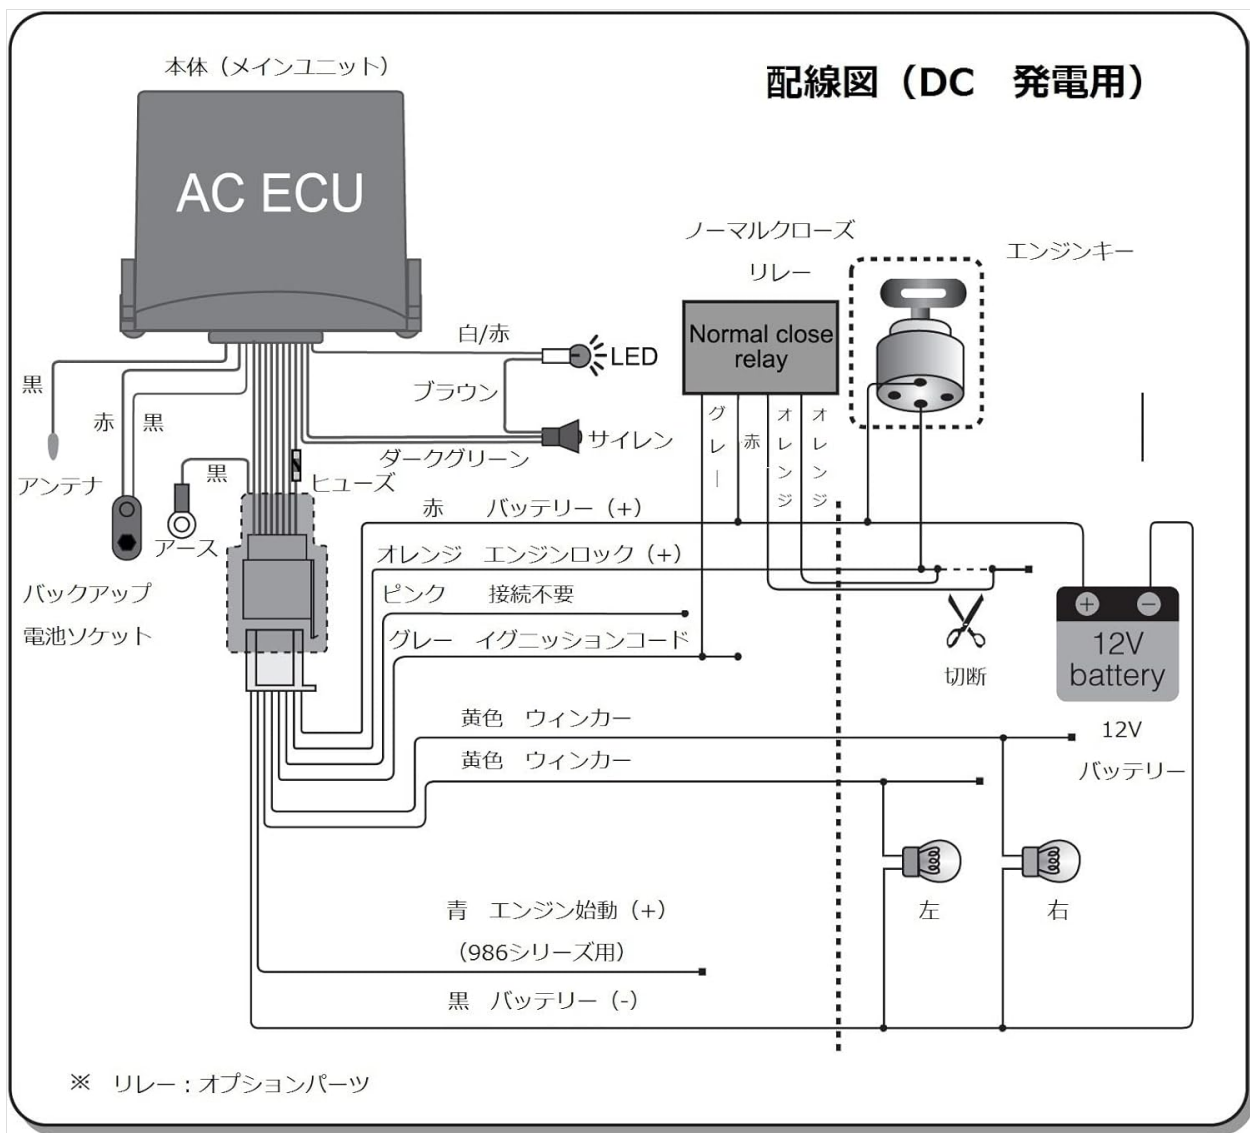 本体（メインユニット）
配線図（DC　発電用）
AC ECU
ノーマルクローズ
リレー
エンジンキー
Normal close
relay
白/赤
LED
ブラウン
黒
赤
黒
サイレン
ダークグリーン
グレー
赤
オレンジ
オレンジ
黒
ヒューズ
アンテナ
アース
赤　バッテリー（+）
オレンジ　エンジンロック（+）
バックアップ
電池ソケット
ピンク　接続不要
グレー　イグニッションコード
切断
+
−
12V
battery
12V
バッテリー
黄色　ウィンカー
黄色　ウィンカー
左
右
青　エンジン始動（+）
（986シリーズ用）
黒　バッテリー（-）
※　リレー：オプションパーツ